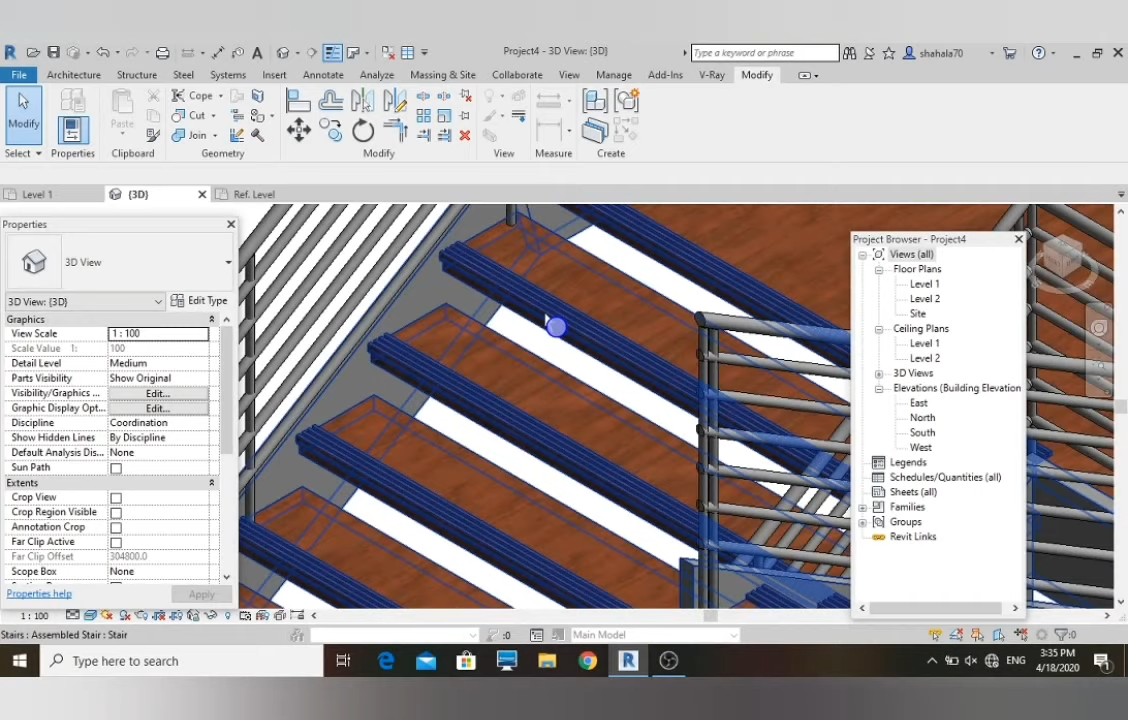 Project4 - 3D View: {3D}
Type a keyword or phrase
shahala70
File
Architecture
Structure
Steel
Systems
Insert
Annotate
Analyze
Massing & Site
Collaborate
View
Manage
Add-Ins
V-Ray
Modify
Modify
Properties
Paste
Cope
Cut
Join
Select
Properties
Clipboard
Geometry
Modify
View
Measure
Create
Level 1
{3D}
Ref. Level
Properties
3D View
3D View: {3D}
Edit Type
Graphics
View Scale
1 : 100
Scale Value 1:
100
Detail Level
Medium
Parts Visibility
Show Original
Visibility/Graphics ...
Edit...
Graphic Display Opt...
Edit...
Discipline
Coordination
Show Hidden Lines
By Discipline
Default Analysis Dis...
None
Sun Path
Extents
Crop View
Crop Region Visible
Annotation Crop
Far Clip Active
Far Clip Offset
304800.0
Scope Box
None
Properties help
Apply
Project Browser - Project4
Views (all)
Floor Plans
Level 1
Level 2
Site
Ceiling Plans
Level 1
Level 2
3D Views
Elevations (Building Elevation
East
North
South
West
Legends
Schedules/Quantities (all)
Sheets (all)
Families
Groups
Revit Links
1 : 100
Stairs : Assembled Stair : Stair
:0
Main Model
:0
Type here to search
ENG
3:35 PM
4/18/2020